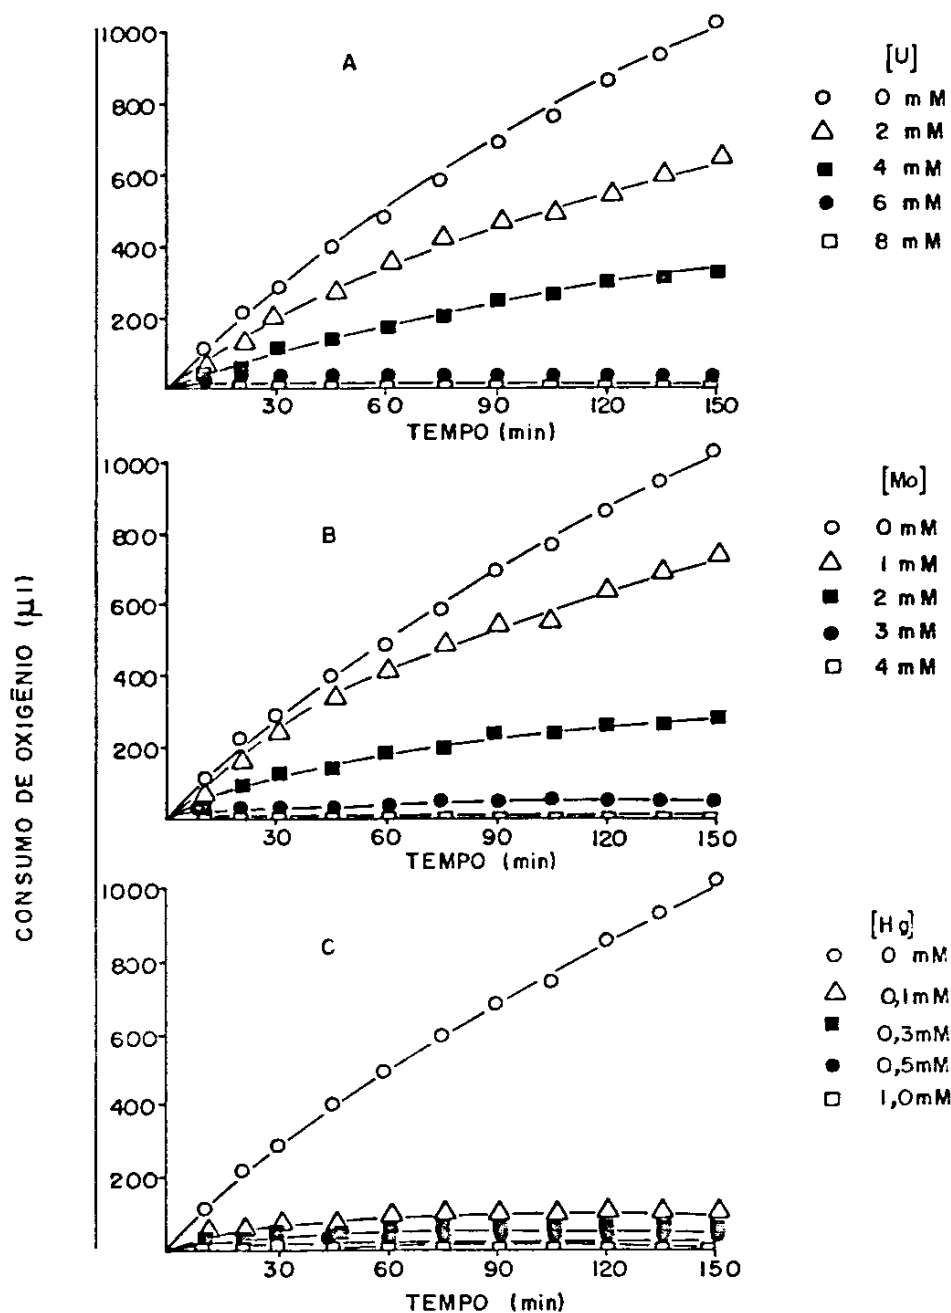 CONSUMO DE OXIGÊNIO (µl)
A
1000
800
600
400
200
30 60 90 120 150
TEMPO (min)
[U]
0 mM
2 mM
4 mM
6 mM
8 mM
B
1000
800
600
400
200
30 60 90 120 150
TEMPO (min)
[Mo]
0 mM
1 mM
2 mM
3 mM
4 mM
C
1000
800
600
400
200
30 60 90 120 150
TEMPO (min)
[Hg]
0 mM
0,1mM
0,3mM
0,5mM
1,0mM